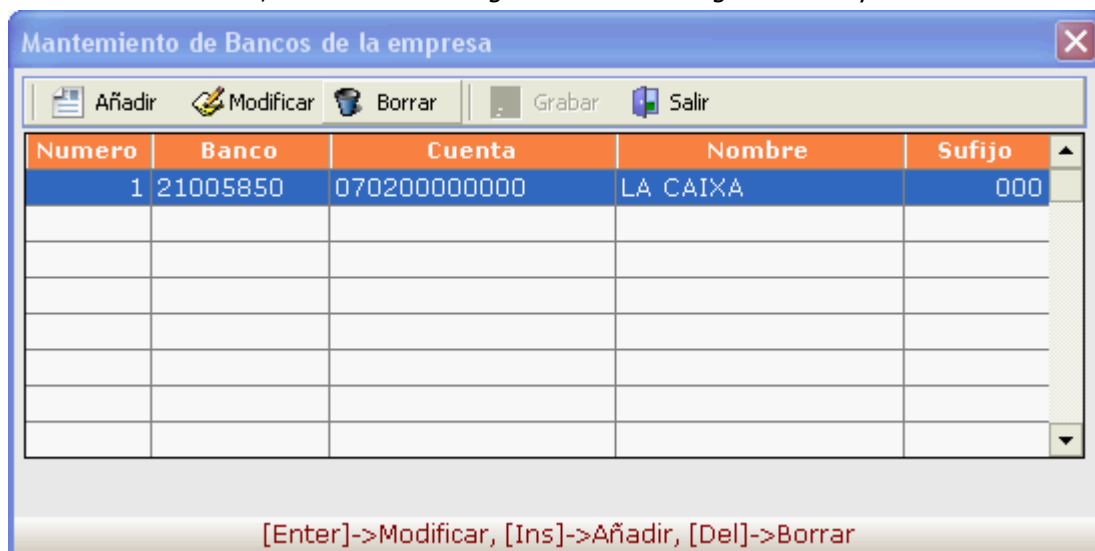 Mantemiento de Bancos de la empresa
Añadir Modificar Borrar Grabar Salir
Numero Banco Cuenta Nombre Sufijo
1 21005850 070200000000 LA CAIXA 000
[Enter]->Modificar, [Ins]->Añadir, [Del]->Borrar